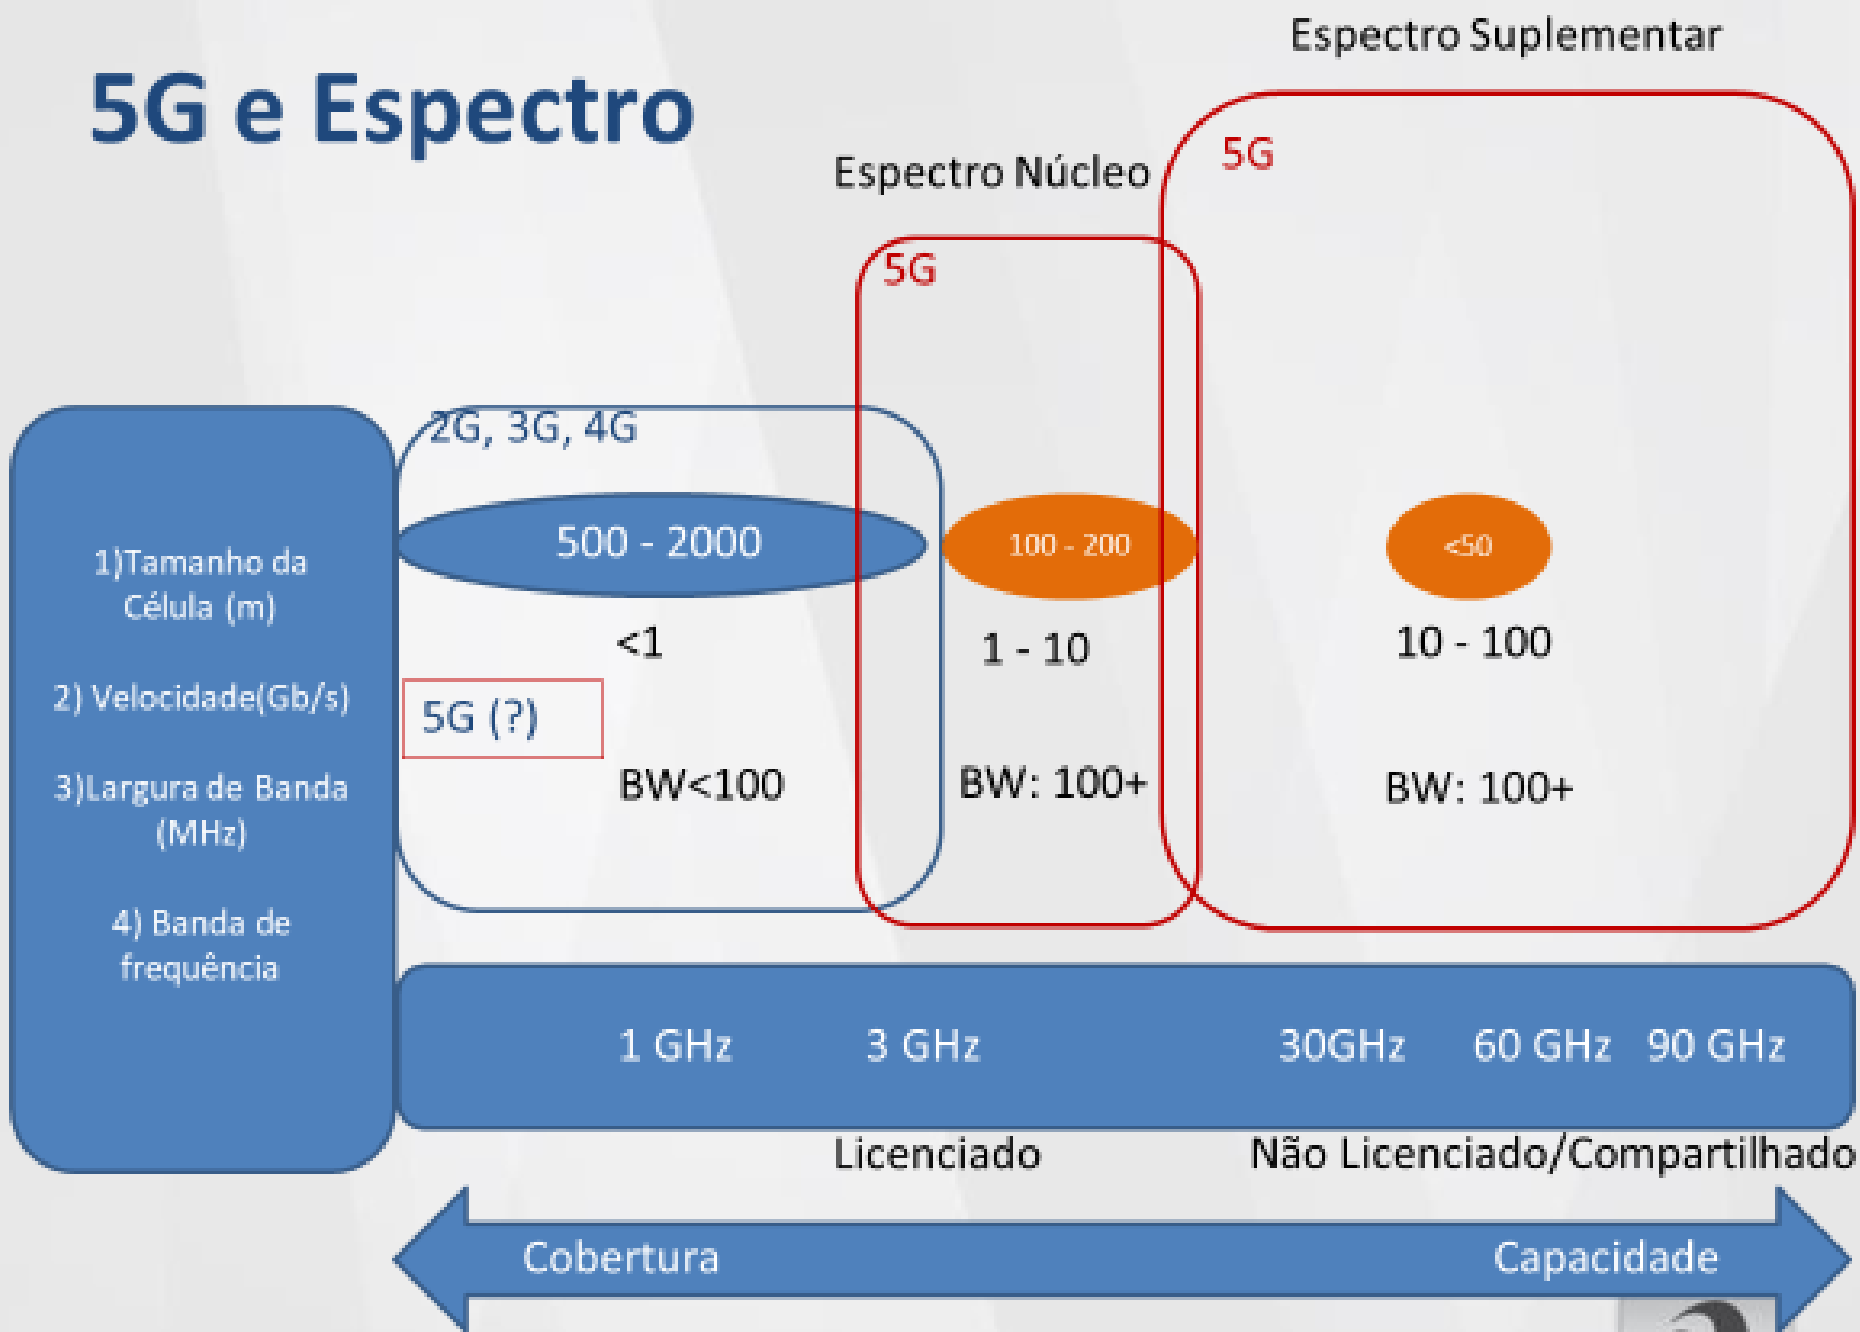 Espectro Suplementar
5G e Espectro
5G
Espectro Núcleo
5G
2G, 3G, 4G
500 - 2000
100 - 200
<50
1)Tamanho da
Célula (m)
<1
1 - 10
10 - 100
2) Velocidade(Gb/s)
5G (?)
3)Largura de Banda
(MHz)
BW<100
BW: 100+
BW: 100+
4) Banda de
frequência
1 GHz
3 GHz
30GHz
60 GHz
90 GHz
Licenciado
Não Licenciado/Compartilhado
Cobertura
Capacidade